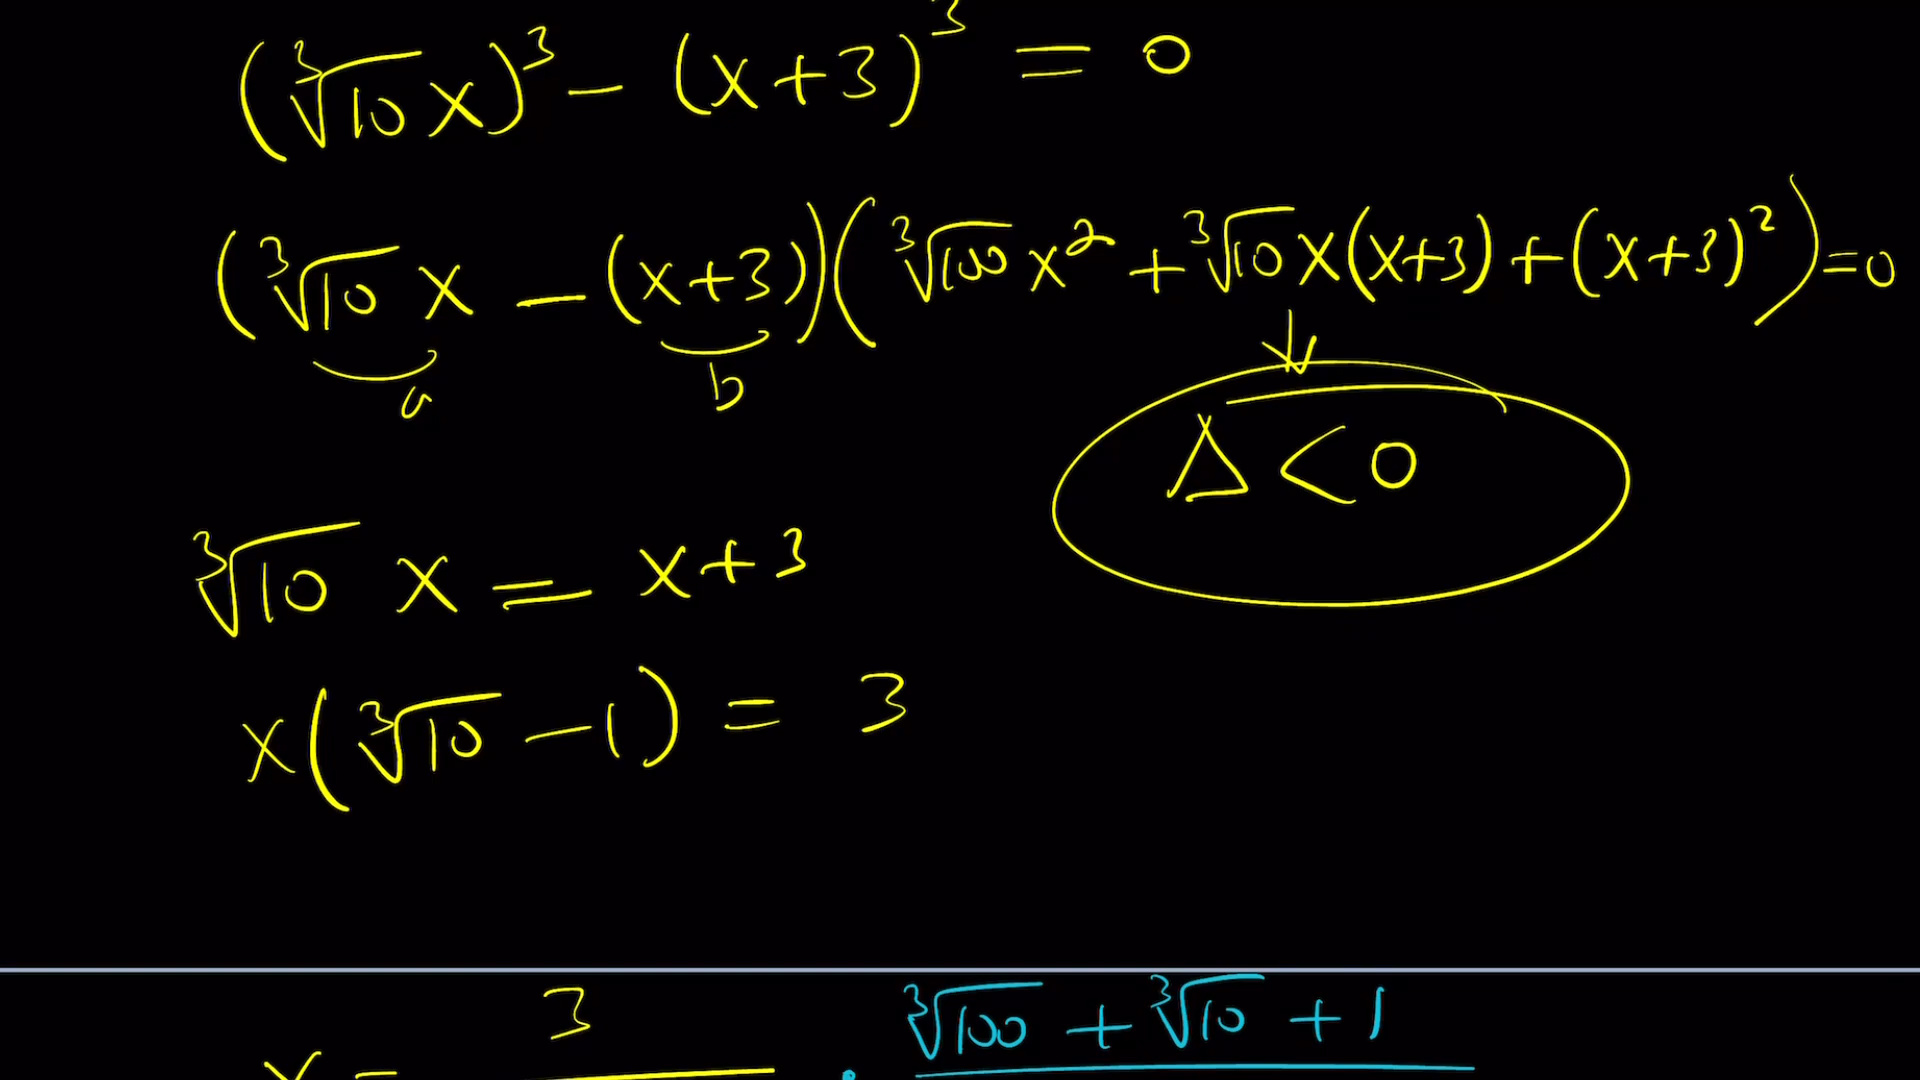 (∛10 x)³ − (x+3)³ = 0
(∛10 x − (x+3))(∛100 x² + ∛10 x(x+3) + (x+3)²) = 0
a b
Δ < 0
∛10 x = x+3
x(∛10 − 1) = 3
3 ∛100 + ∛10 + 1
x = ·